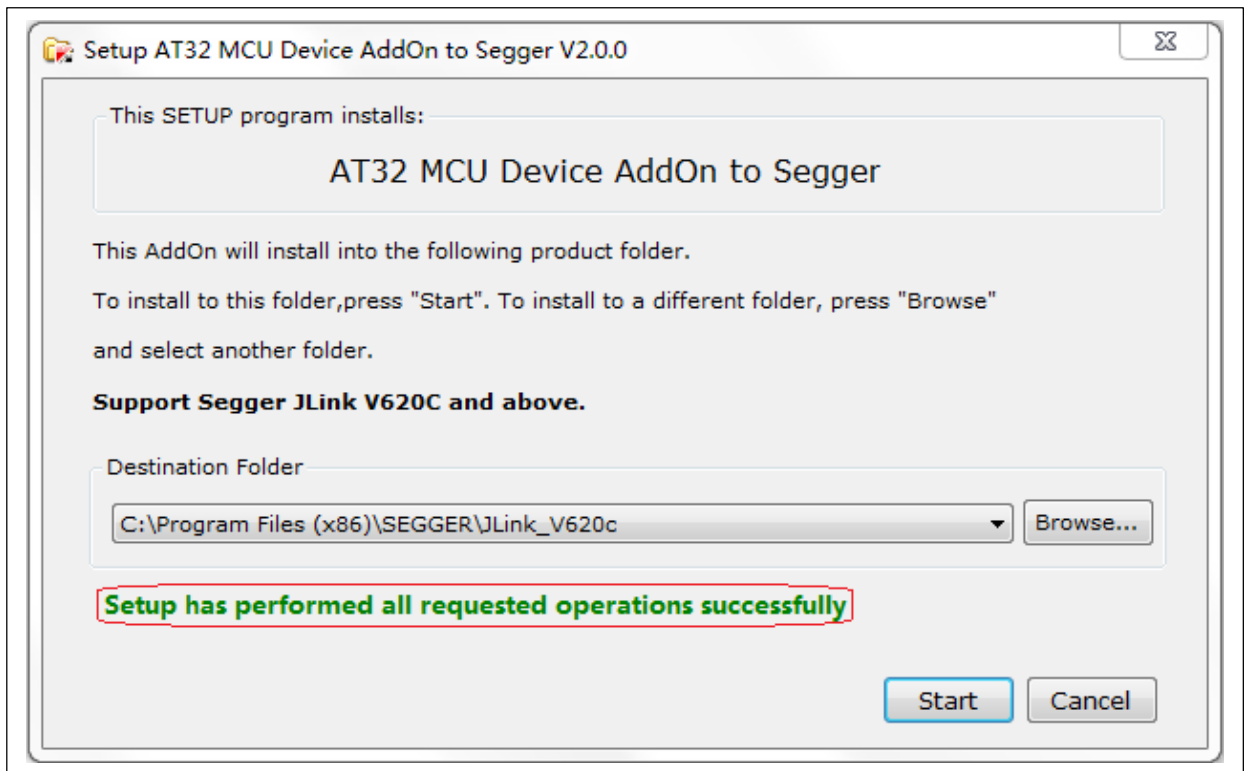 Setup AT32 MCU Device AddOn to Segger V2.0.0
This SETUP program installs:
AT32 MCU Device AddOn to Segger
This AddOn will install into the following product folder.
To install to this folder,press "Start". To install to a different folder, press "Browse"
and select another folder.
Support Segger JLink V620C and above.
Destination Folder
C:\Program Files (x86)\SEGGER\JLink_V620c
Browse...
Setup has performed all requested operations successfully
Start
Cancel